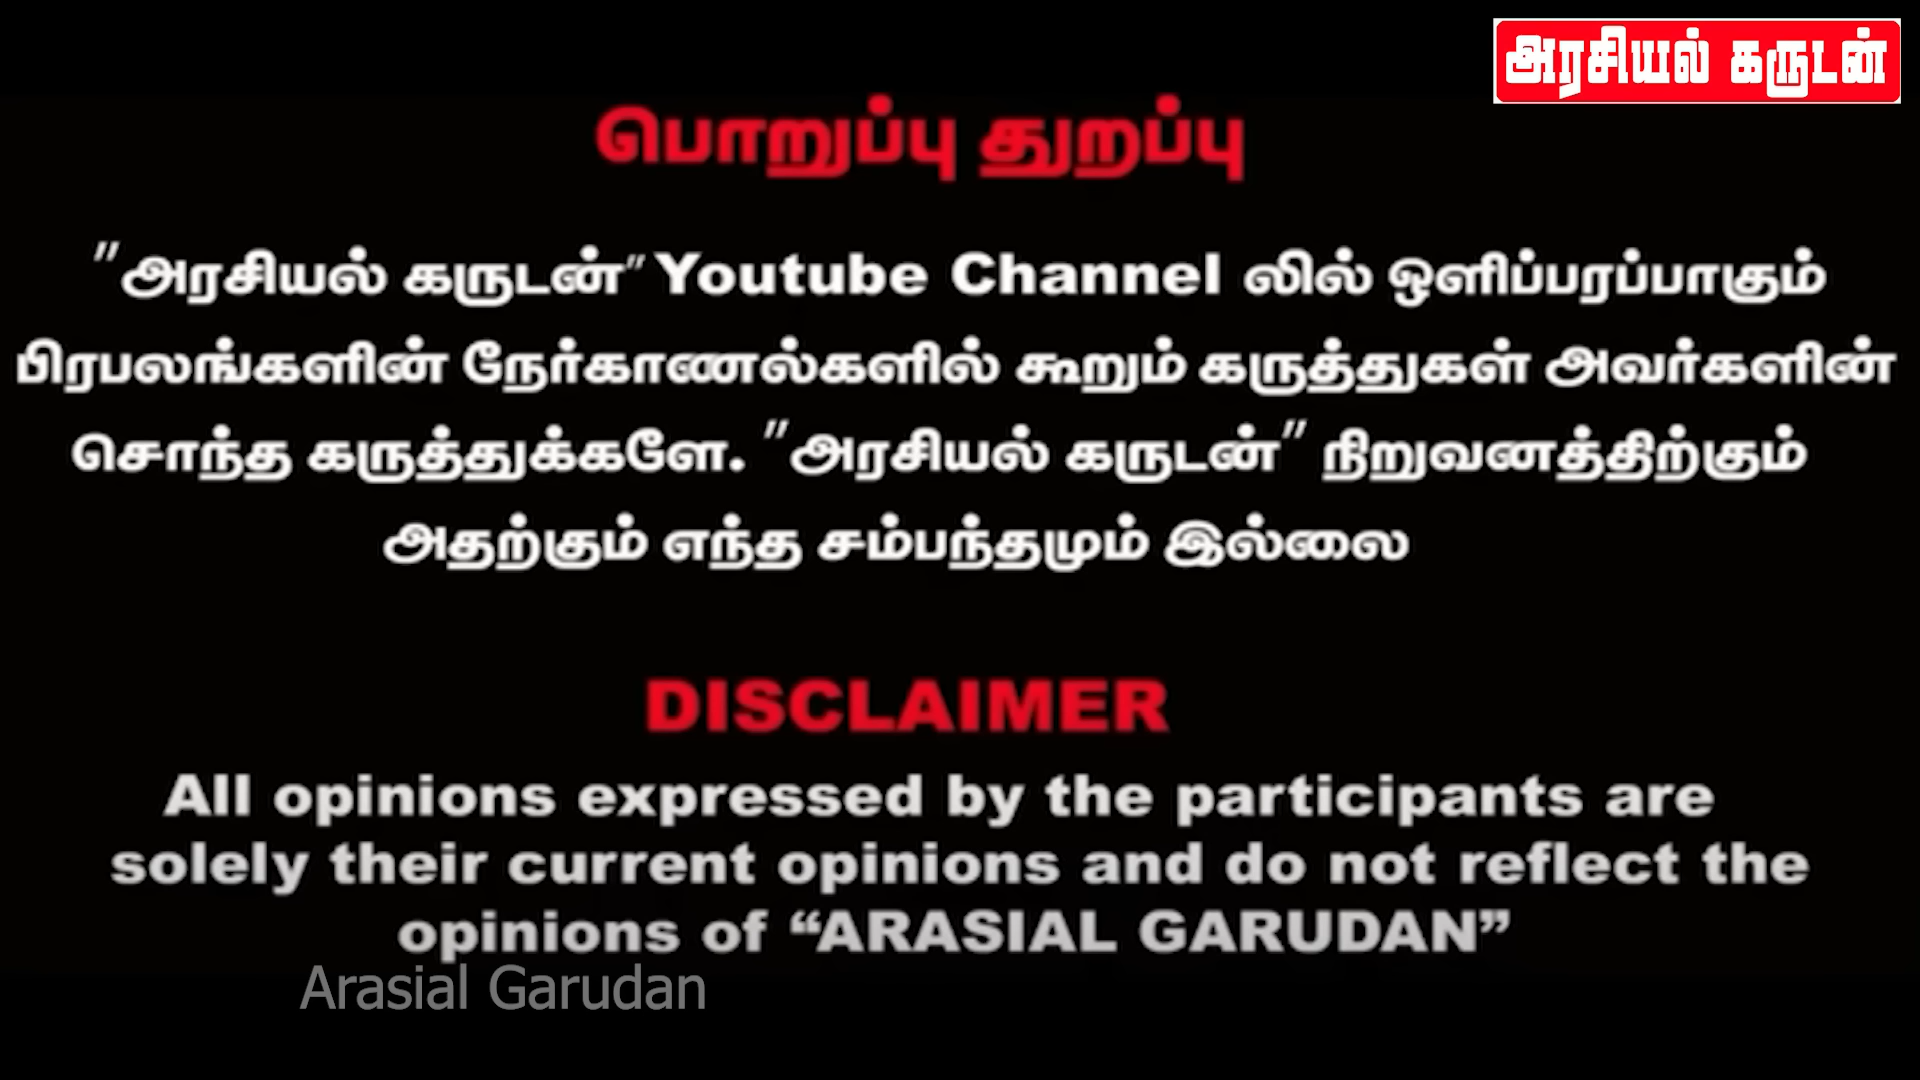 அரசியல் கருடன்
பொறுப்பு துறப்பு
"அரசியல் கருடன்" Youtube Channel லில் ஒளிப்பரப்பாகும்
பிரபலங்களின் நேர்காணல்களில் கூறும் கருத்துகள் அவர்களின்
சொந்த கருத்துக்களே. "அரசியல் கருடன்" நிறுவனத்திற்கும்
அதற்கும் எந்த சம்பந்தமும் இல்லை
DISCLAIMER
All opinions expressed by the participants are
solely their current opinions and do not reflect the
opinions of “ARASIAL GARUDAN”
Arasial Garudan